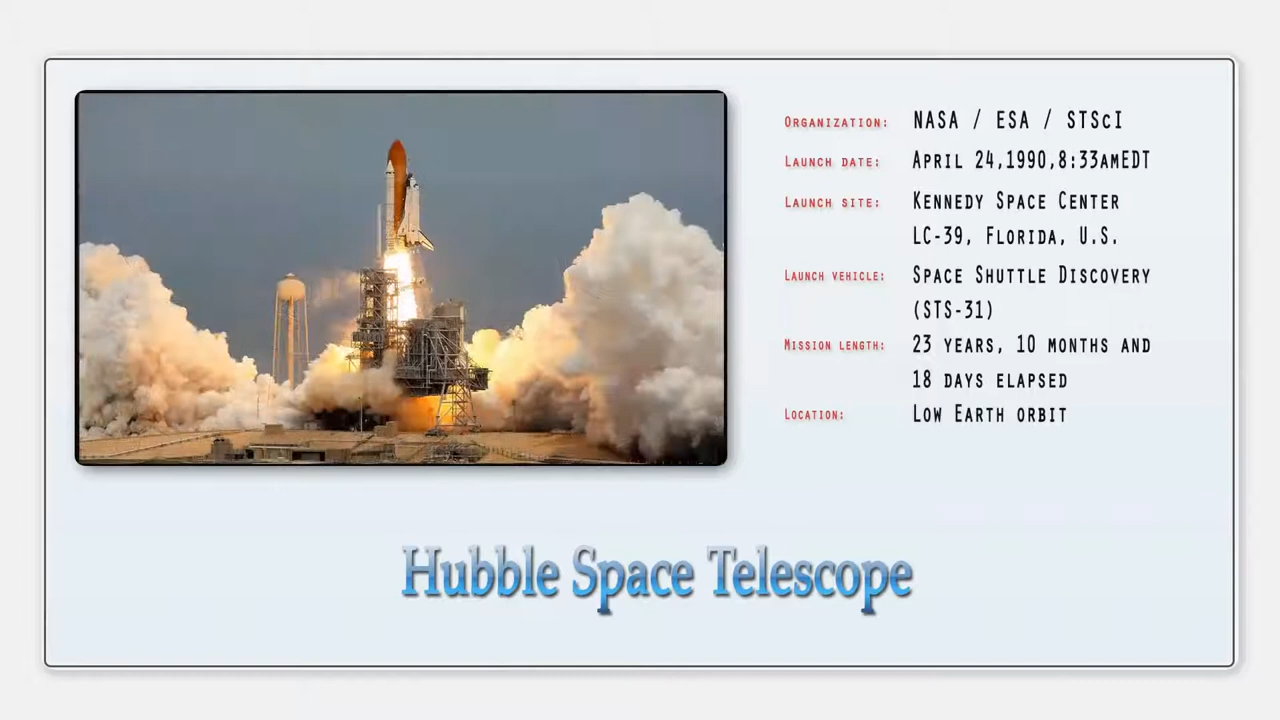 Organization: NASA / ESA / STScI
Launch date: April 24,1990,8:33amEDT
Launch site: Kennedy Space Center
LC-39, Florida, U.S.
Launch vehicle: Space Shuttle Discovery
(STS-31)
Mission length: 23 years, 10 months and
18 days elapsed
Location: Low Earth orbit
Hubble Space Telescope